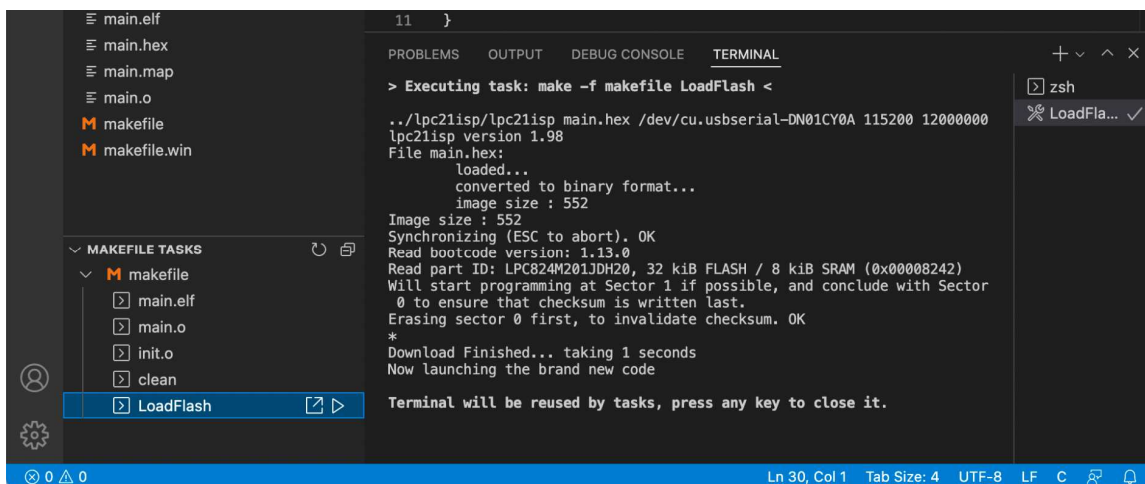 main.elf
main.hex
main.map
main.o
makefile
makefile.win
MAKEFILE TASKS
makefile
main.elf
main.o
init.o
clean
LoadFlash
11 }
PROBLEMS OUTPUT DEBUG CONSOLE TERMINAL
> Executing task: make -f makefile LoadFlash <
../lpc21isp/lpc21isp main.hex /dev/cu.usbserial-DN01CY0A 115200 12000000
lpc21isp version 1.98
File main.hex:
loaded...
converted to binary format...
image size : 552
Image size : 552
Synchronizing (ESC to abort). OK
Read bootcode version: 1.13.0
Read part ID: LPC824M201JDH20, 32 kiB FLASH / 8 kiB SRAM (0x00008242)
Will start programming at Sector 1 if possible, and conclude with Sector
0 to ensure that checksum is written last.
Erasing sector 0 first, to invalidate checksum. OK
*
Download Finished... taking 1 seconds
Now launching the brand new code
Terminal will be reused by tasks, press any key to close it.
zsh
LoadFla...
0 0 Ln 30, Col 1 Tab Size: 4 UTF-8 LF C